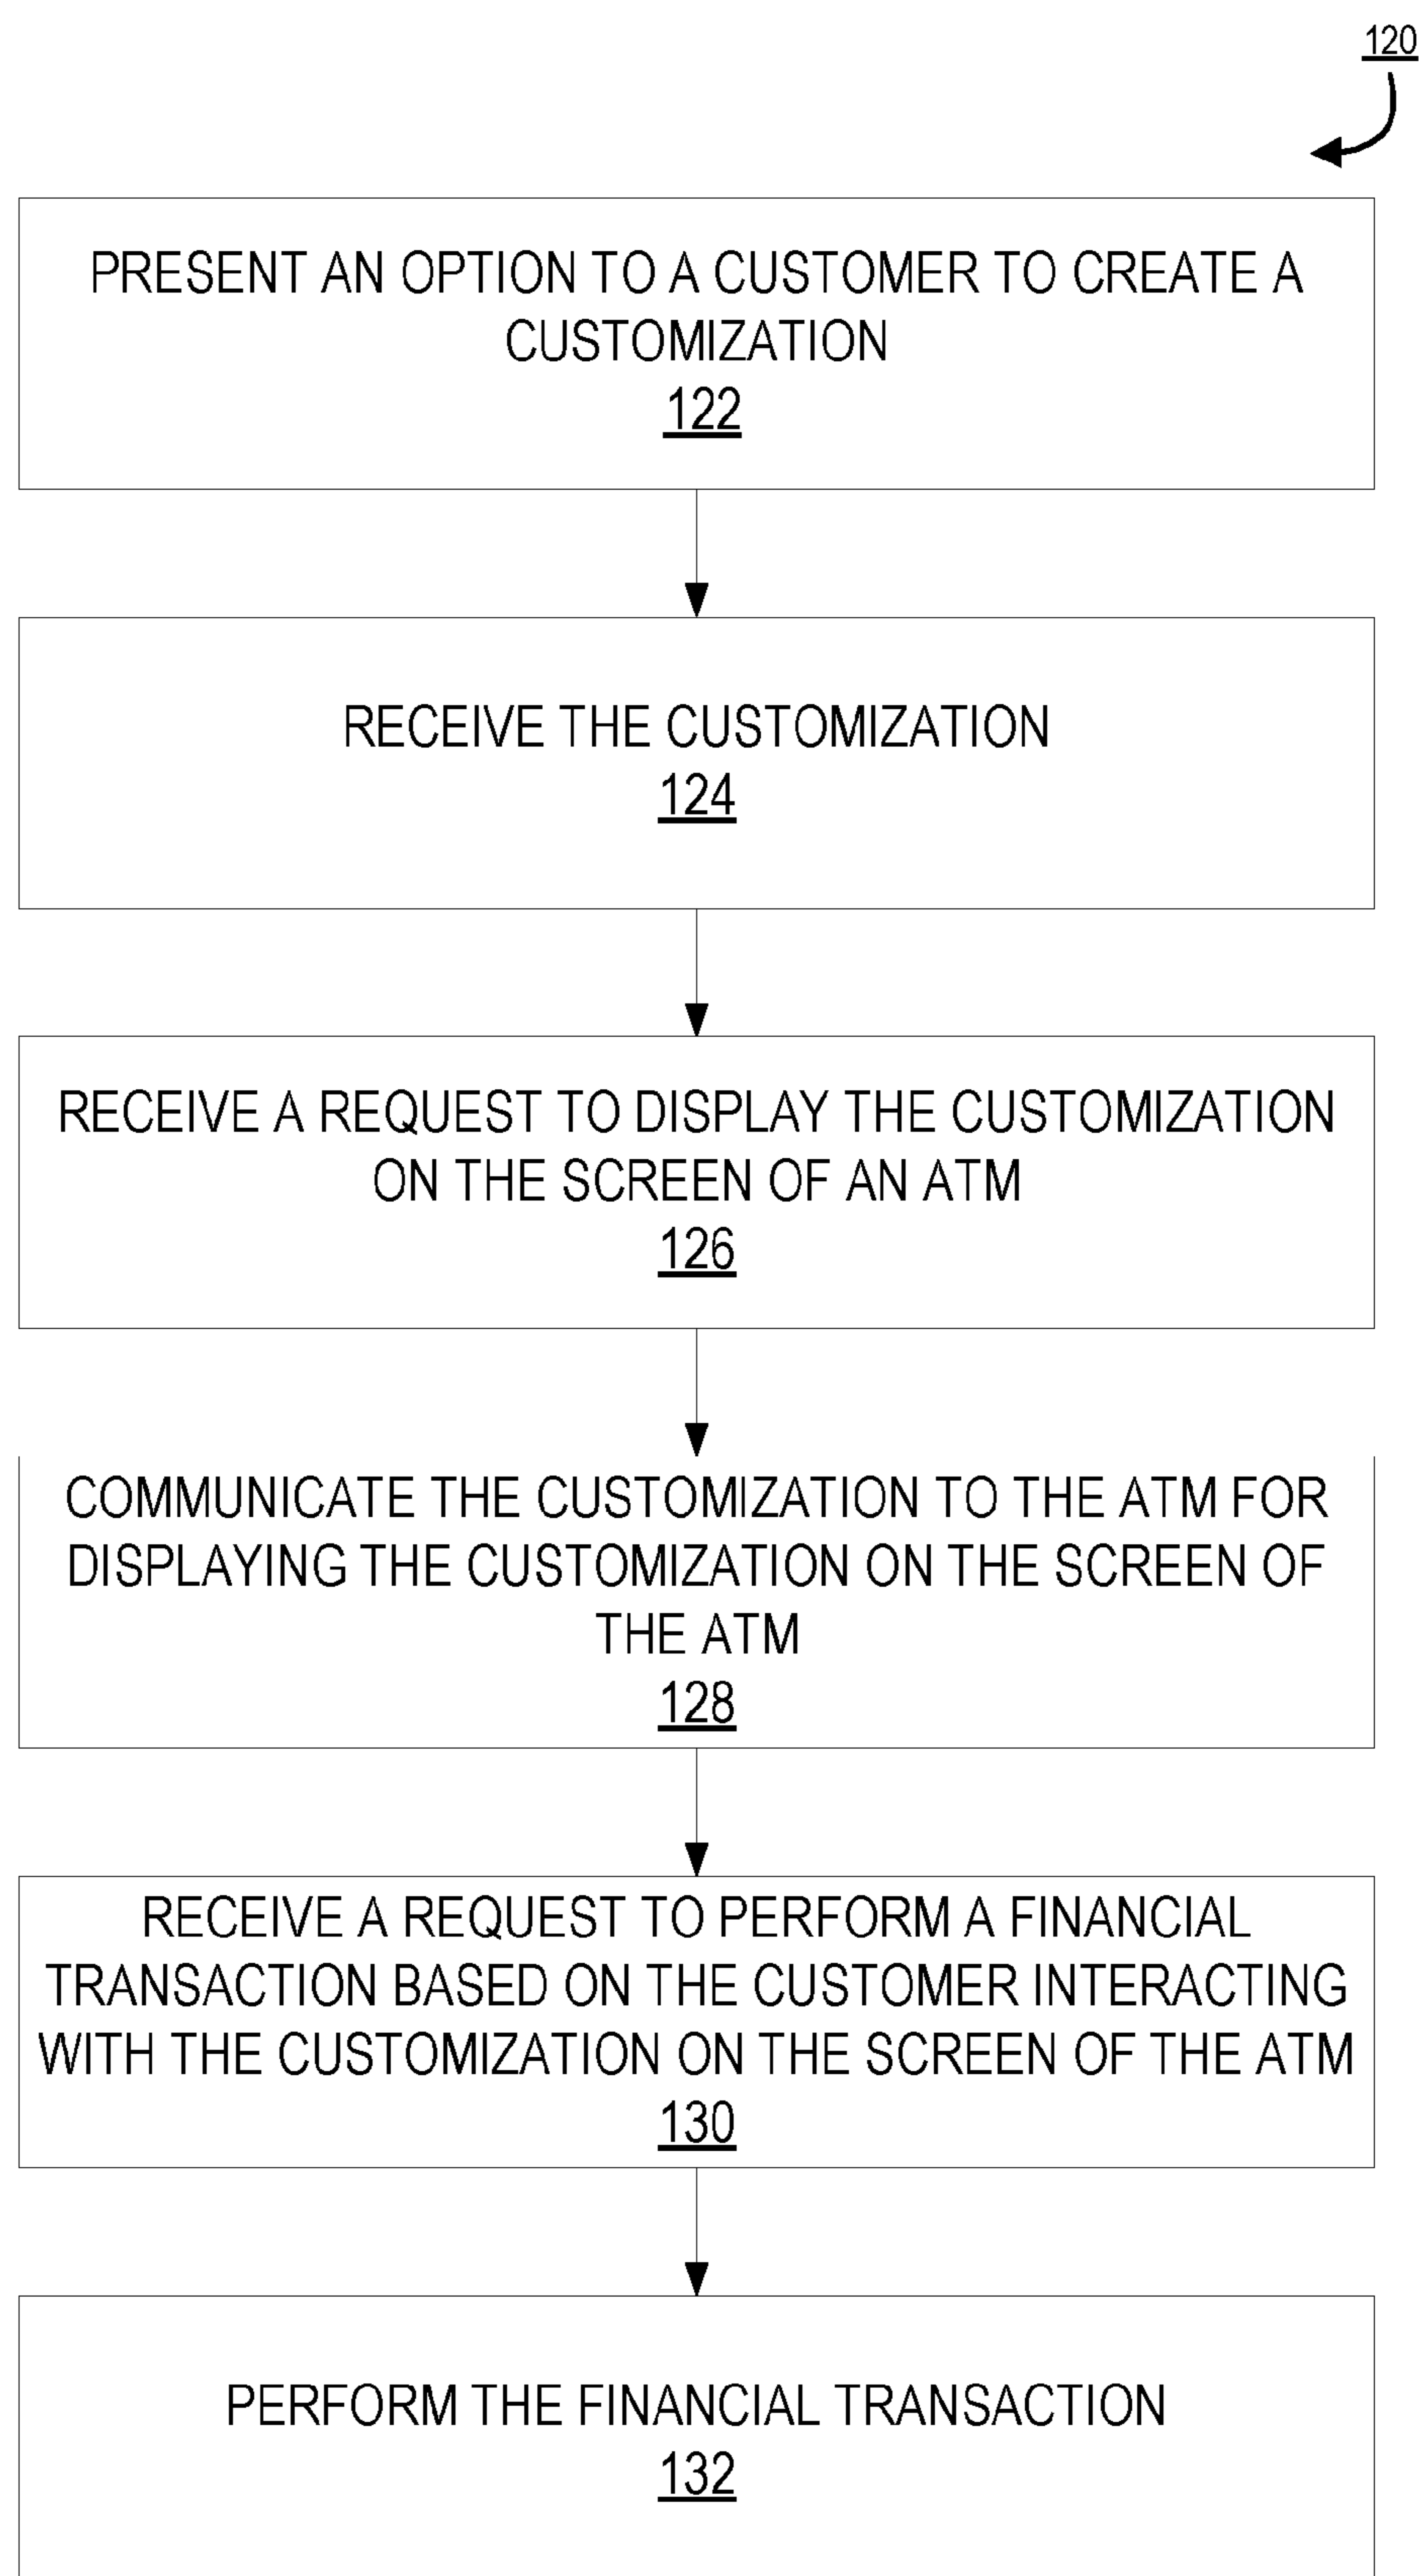 120
PRESENT AN OPTION TO A CUSTOMER TO CREATE A
CUSTOMIZATION
122
RECEIVE THE CUSTOMIZATION
124
RECEIVE A REQUEST TO DISPLAY THE CUSTOMIZATION
ON THE SCREEN OF AN ATM
126
COMMUNICATE THE CUSTOMIZATION TO THE ATM FOR
DISPLAYING THE CUSTOMIZATION ON THE SCREEN OF
THE ATM
128
RECEIVE A REQUEST TO PERFORM A FINANCIAL
TRANSACTION BASED ON THE CUSTOMER INTERACTING
WITH THE CUSTOMIZATION ON THE SCREEN OF THE ATM
130
PERFORM THE FINANCIAL TRANSACTION
132